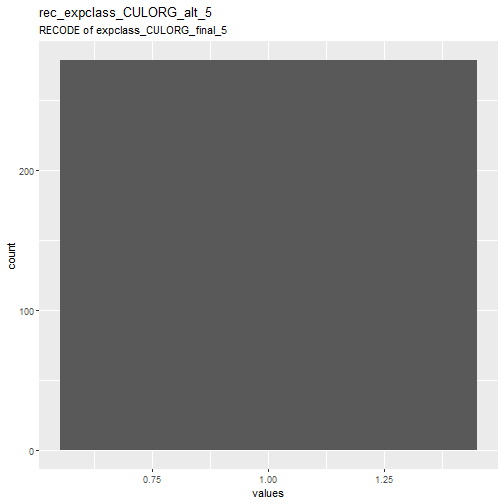 rec_expclass_CULORG_alt_5
RECODE of expclass_CULORG_final_5
count
200
100
0
0.75 1.00 1.25
values